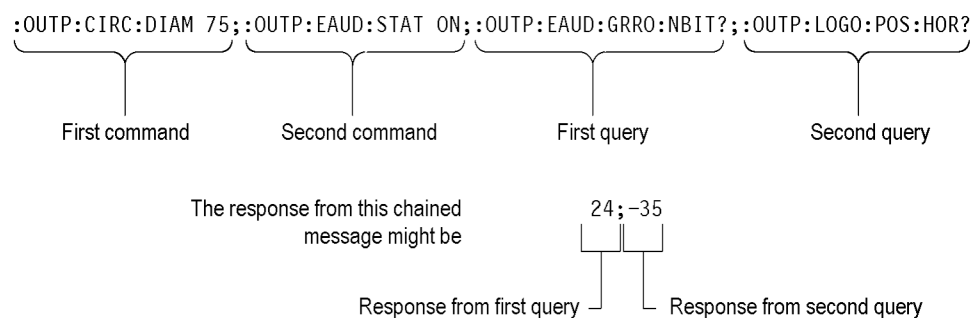 :OUTP:CIRC:DIAM 75;:OUTP:EAUD:STAT ON;:OUTP:EAUD:GRRO:NBIT?;:OUTP:LOGO:POS:HOR?
First command Second command First query Second query
The response from this chained 24;-35
message might be
Response from first query Response from second query